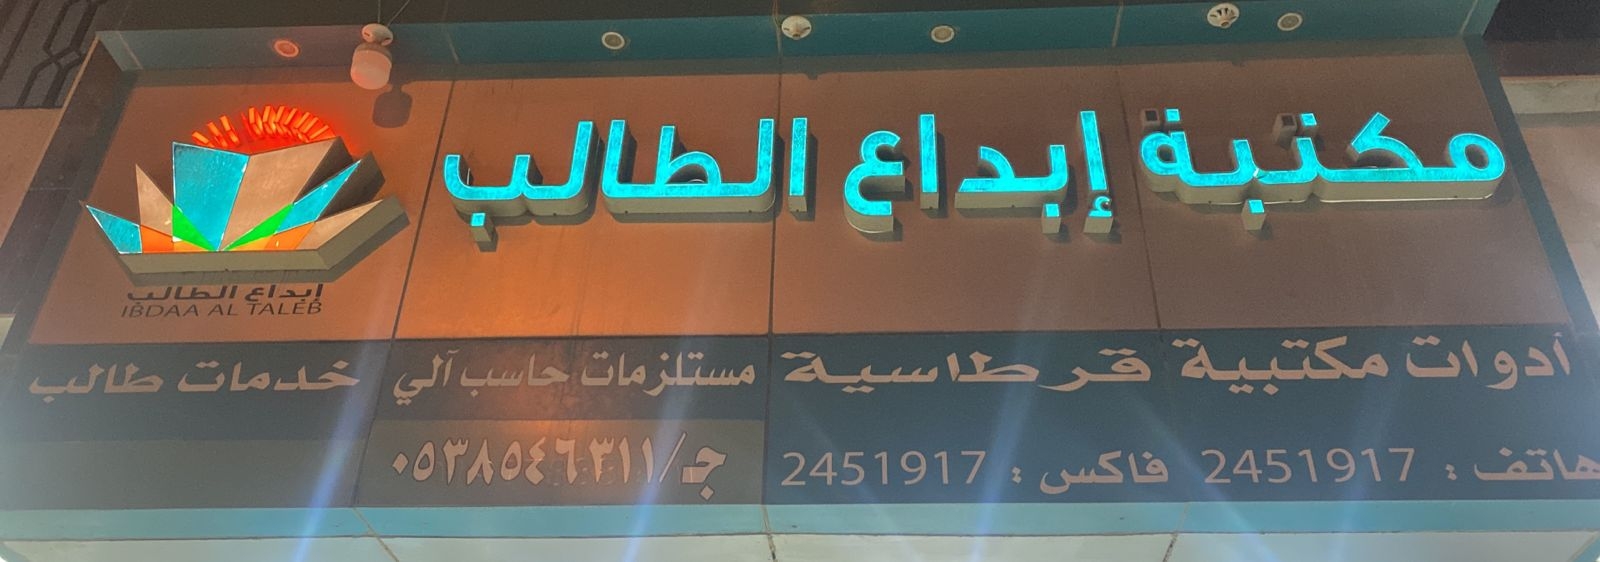 مكتبة إبداع الطالب
إبداع الطالب
IBDAA AL TALEB
أدوات مكتبية قرطاسية مستلزمات حاسب آلي خدمات طالب
هاتف : 2451917 فاكس : 2451917 جـ/٠٥٣٨٥٤٦٣١١